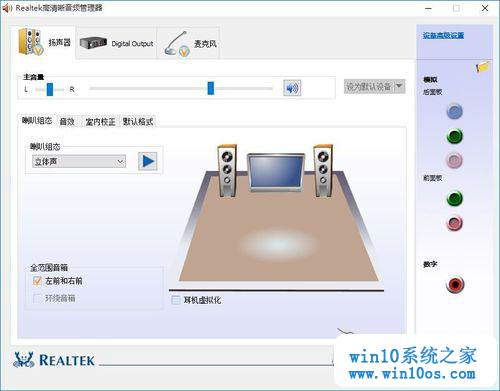 Realtek高清晰音频管理器
扬声器
Digital Output
麦克风
设备高级设置
主音量
L
R
设为默认设备
模拟
后面板
喇叭组态
音效
室内校正
默认格式
喇叭组态
立体声
前面板
全范围音箱
左前和右前
环绕音箱
耳机虚拟化
数字
REALTEK
win10系统之家
www.win10os.com